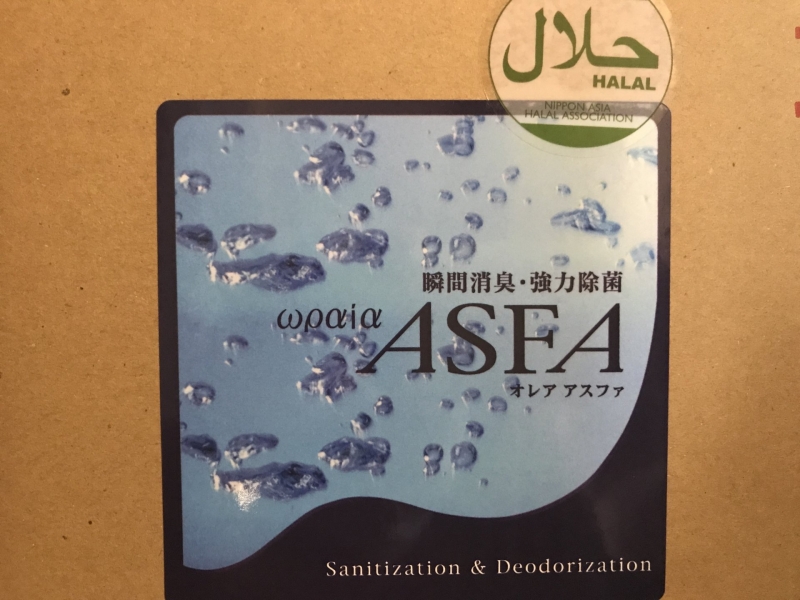 حلال
HALAL
NIPPON ASIA
HALAL ASSOCIATION
瞬間消臭・強力除菌
ωραία ASFA
オレア アスファ
Sanitization & Deodorization